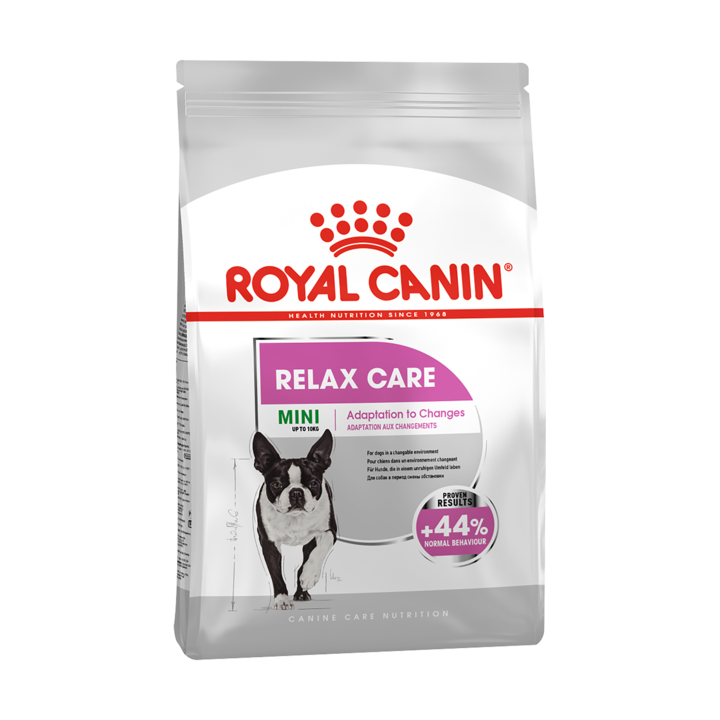 ROYAL CANIN®
HEALTH NUTRITION SINCE 1968
RELAX CARE
MINI
UP TO 10KG
Adaptation to Changes
ADAPTATION AUX CHANGEMENTS
For dogs in a changeable environment
Pour chiens dans un environnement changeant
Für Hunde, die in einem unruhigen Umfeld leben
Для собак в период смены обстановки
PROVEN
RESULTS
+44%
NORMAL BEHAVIOUR
CANINE CARE NUTRITION